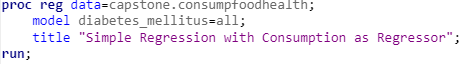 proc reg data=capstone.consumpfoodhealth;
    model diabetes_mellitus=all;
    title "Simple Regression with Consumption as Regressor";
run;